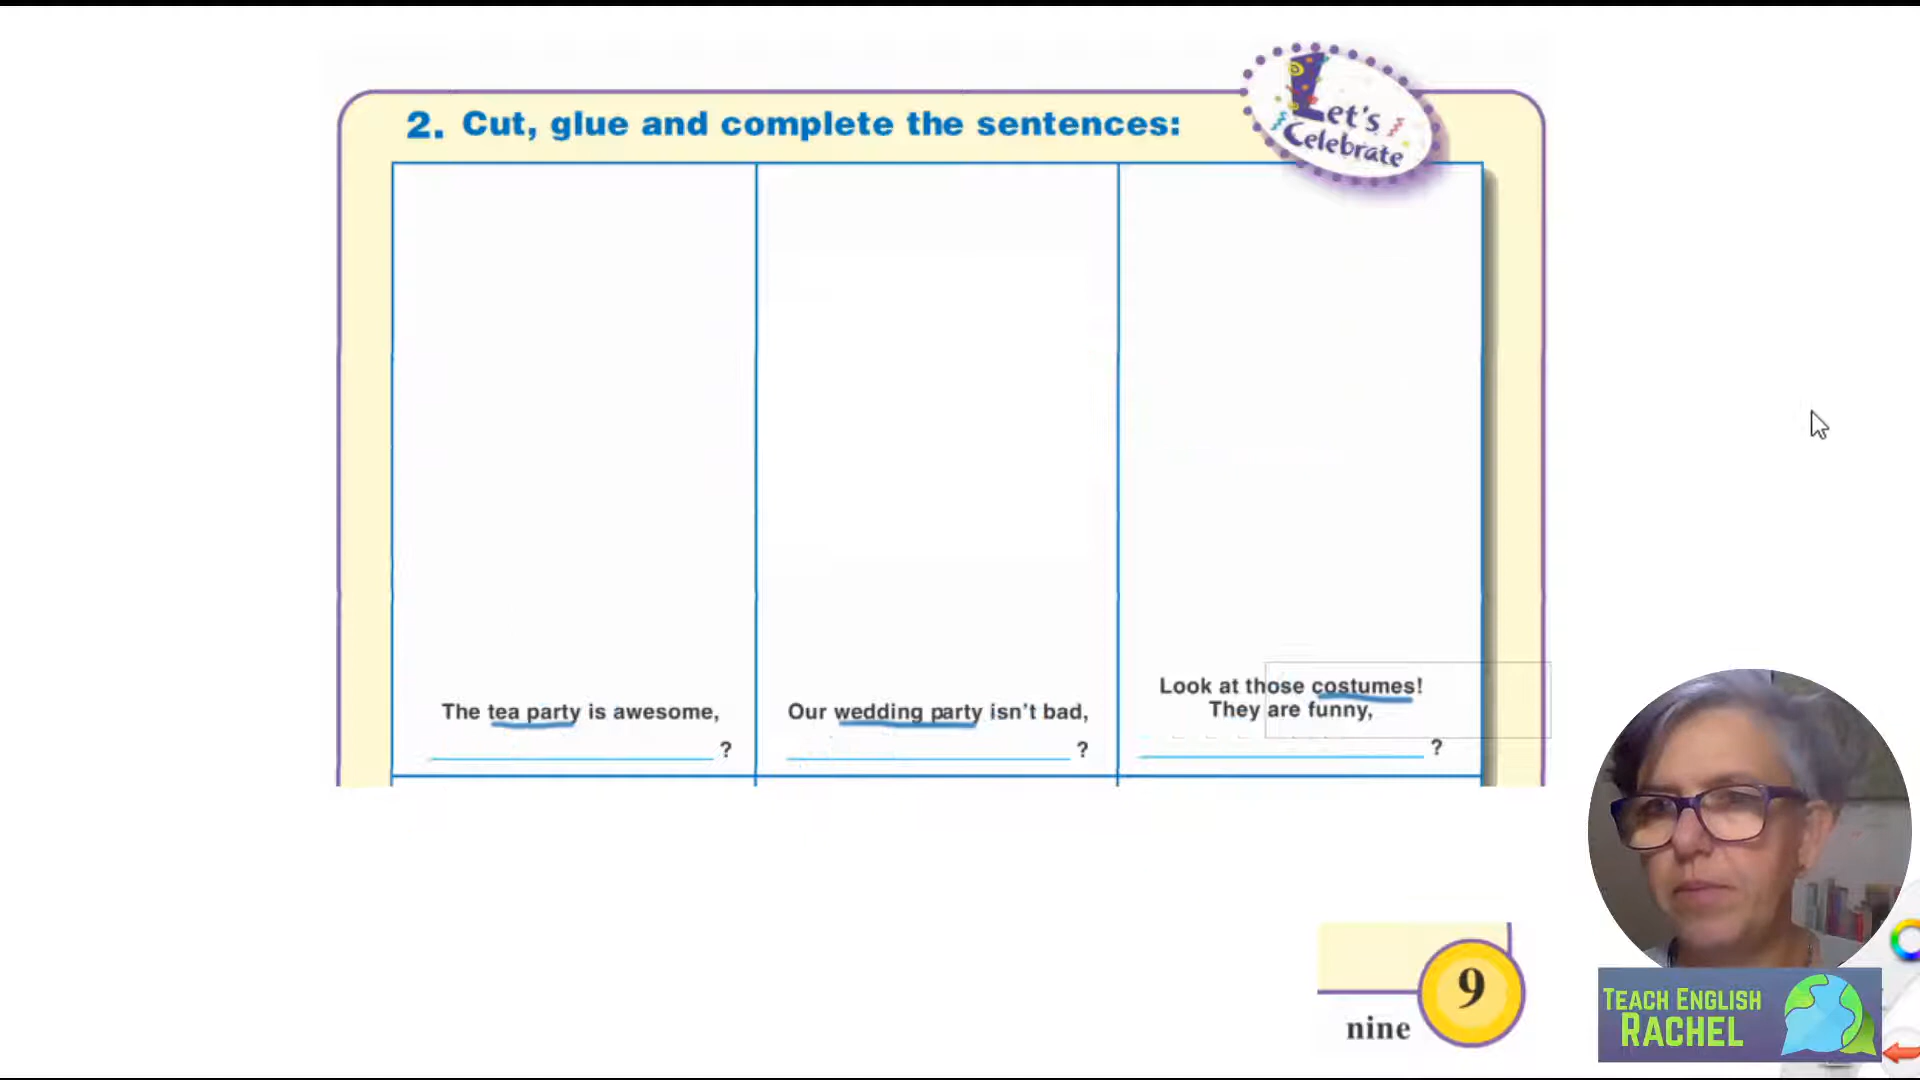 2. Cut, glue and complete the sentences:
Let's
Celebrate
The tea party is awesome,
?
Our wedding party isn't bad,
?
Look at those costumes!
They are funny,
?
9
nine
TEACH ENGLISH
RACHEL